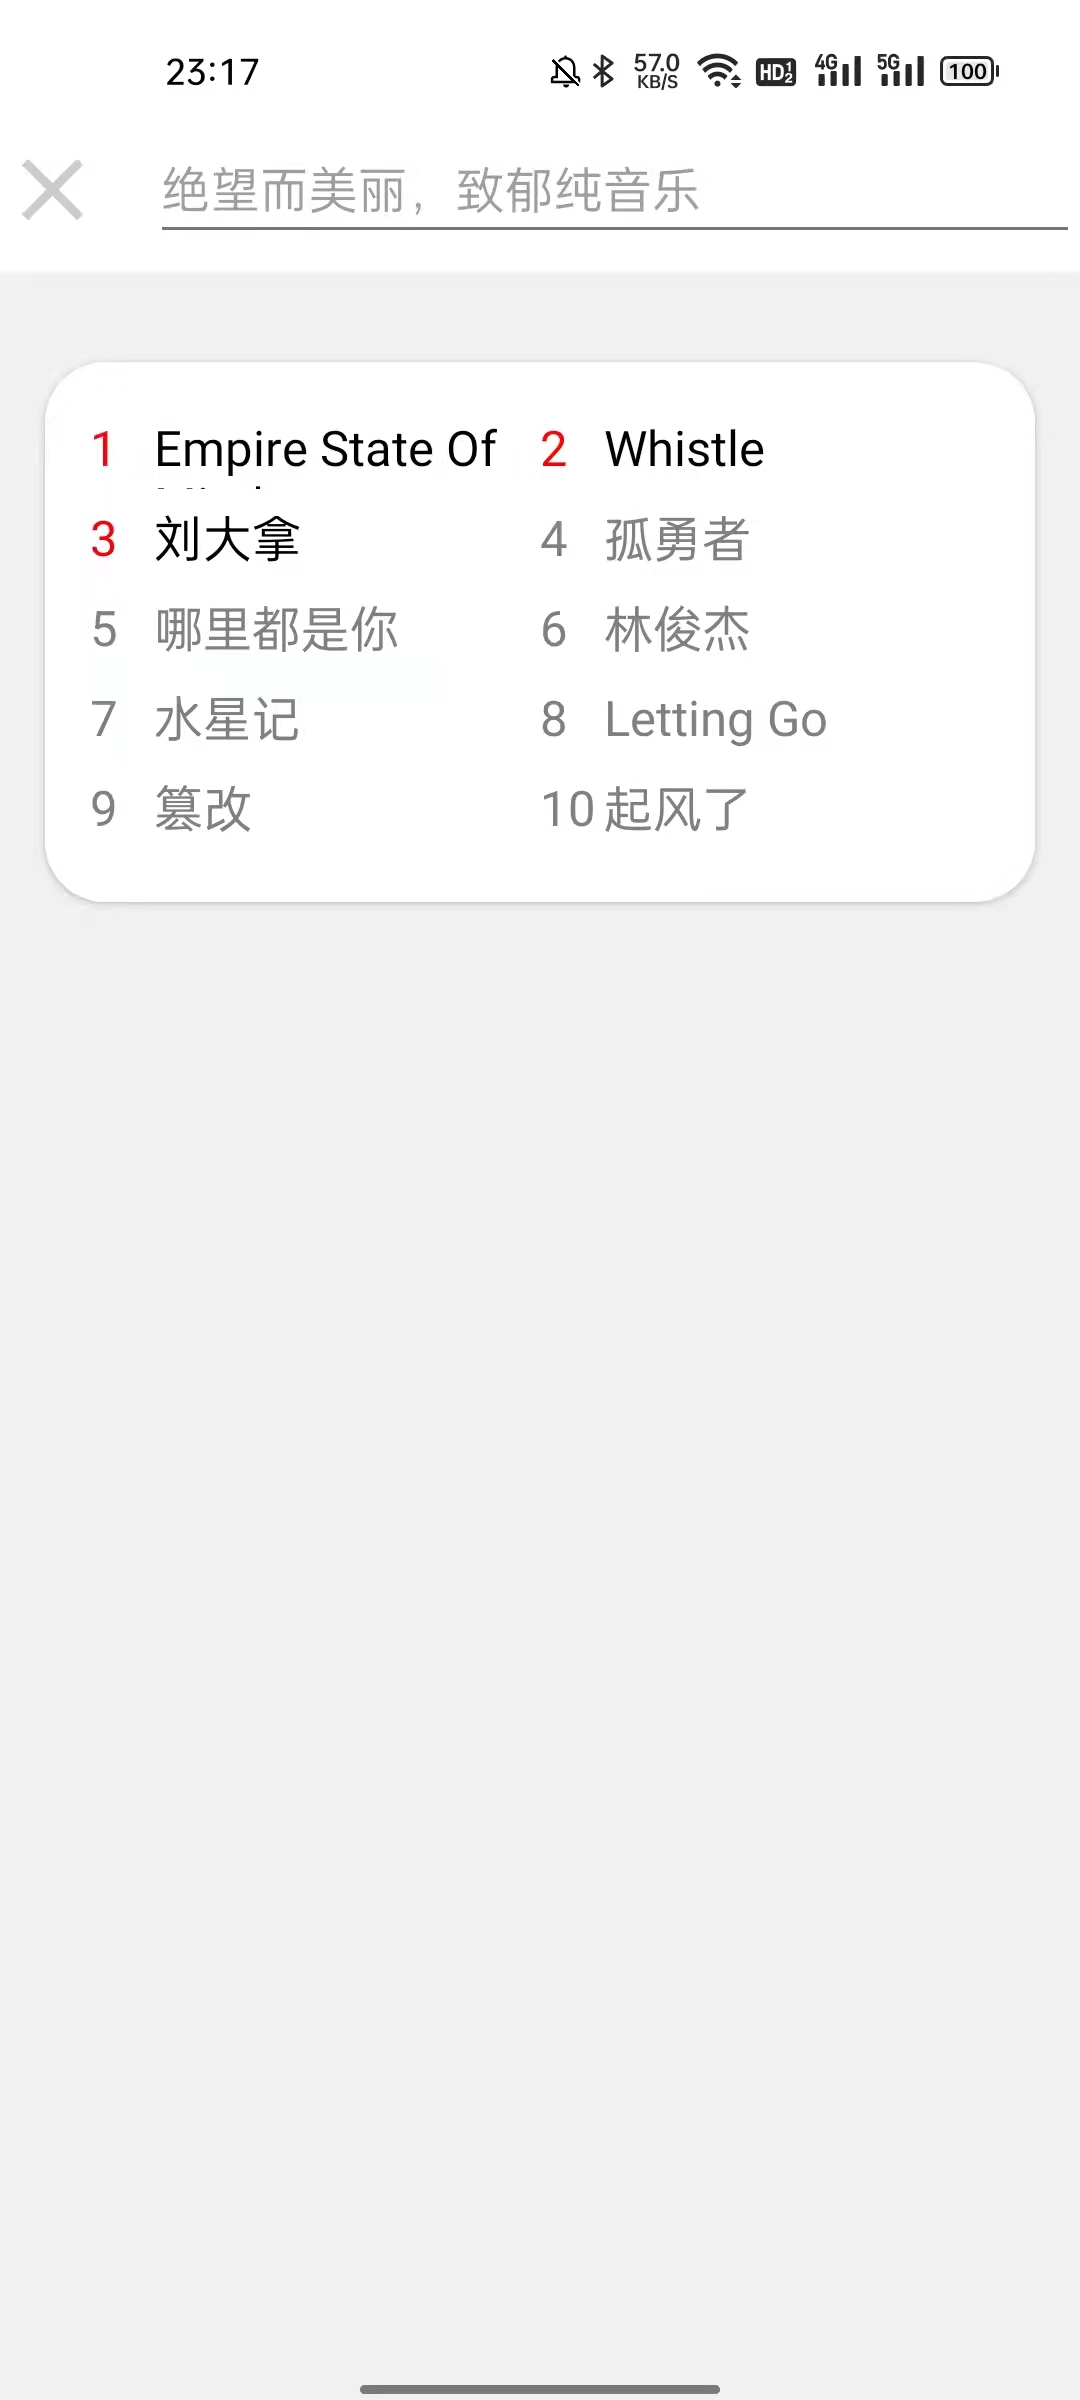 23:17 57.0 KB/S HD 1 2 4G 5G 100
绝望而美丽，致郁纯音乐
1 Empire State Of 2 Whistle
3 刘大拿 4 孤勇者
5 哪里都是你 6 林俊杰
7 水星记 8 Letting Go
9 篡改 10 起风了